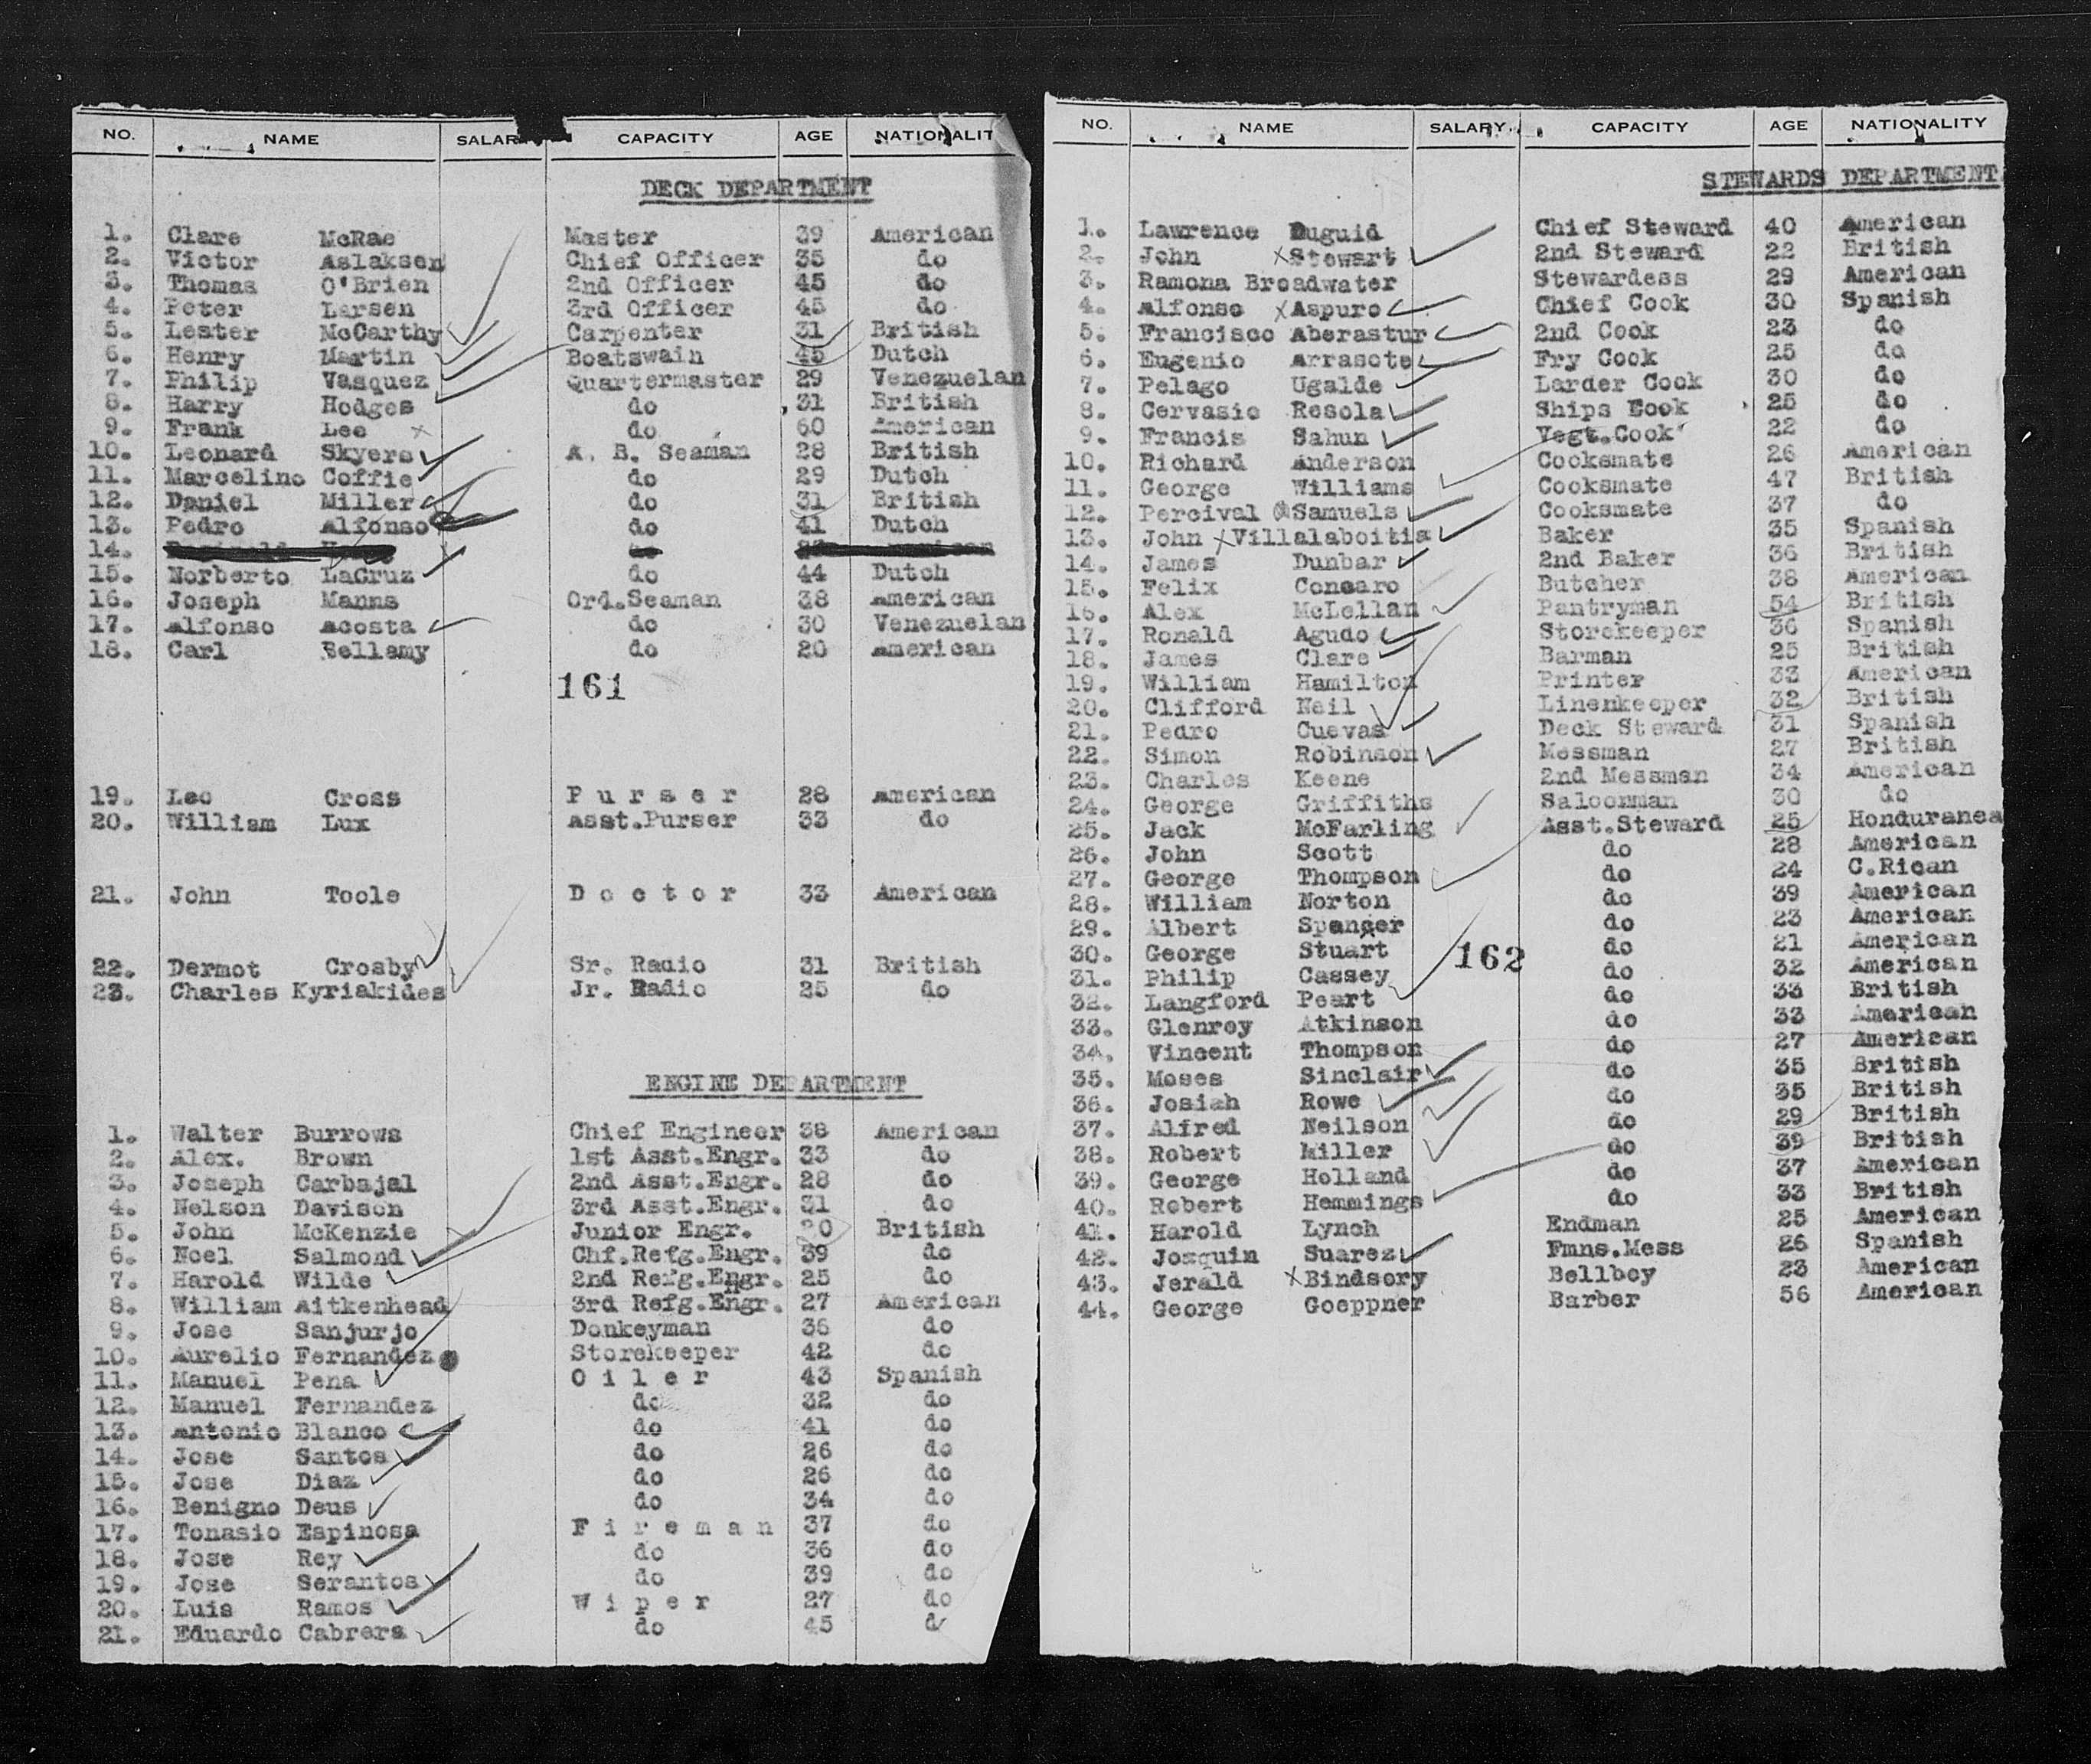 NO. NAME SALARY CAPACITY AGE NATIONALIT
DECK DEPARTMENT
1. Clare McRae Master 39 American
2. Victor Aslaksen Chief Officer 35 do
3. Thomas O'Brien 2nd Officer 45 do
4. Peter Larsen 3rd Officer 45 do
5. Lester McCarthy Carpenter 31 British
6. Henry Martin Boatswain 45 Dutch
7. Philip Vasquez Quartermaster 29 Venezuelan
8. Harry Hodges do 31 British
9. Frank Lee do 60 American
10. Leonard Skyers A. B. Seaman 28 British
11. Marcelino Coffie do 29 Dutch
12. Daniel Miller do 31 British
13. Pedro Alfonso do 41 Dutch
14.
15. Norberto LaCruz do 44 Dutch
16. Joseph Manns Ord.Seaman 38 American
17. Alfonso Acosta do 30 Venezuelan
18. Carl Bellamy do 20 American
161
19. Leo Cross Purser 28 American
20. William Lux Asst.Purser 33 do
21. John Toole Doctor 33 American
22. Dermot Crosby Sr. Radio 31 British
23. Charles Kyriakides Jr. Radio 25 do
ENGINE DEPARTMENT
1. Walter Burrows Chief Engineer 38 American
2. Alex. Brown 1st Asst.Engr. 33 do
3. Joseph Carbajal 2nd Asst.Engr. 28 do
4. Nelson Davison 3rd Asst.Engr. 31 do
5. John McKenzie Junior Engr. British
6. Noel Salmond Chf.Refg.Engr. 39 do
7. Harold Wilde 2nd Refg.Engr. 25 do
8. William Aitkenhead 3rd Refg.Engr. 27 American
9. Jose Sanjurjo Donkeyman 36 do
10. Aurelio Fernandez Storekeeper 42 do
11. Manuel Pena Oiler 43 Spanish
12. Manuel Fernandez do 32 do
13. Antonio Blanco do 41 do
14. Jose Santos do 26 do
15. Jose Diaz do 26 do
16. Benigno Deus do 34 do
17. Tonasio Espinosa Fireman 37 do
18. Jose Rey do 36 do
19. Jose Serantos do 39 do
20. Luis Ramos Wiper 27 do
21. Eduardo Cabrera do 45 d
NO. NAME SALARY CAPACITY AGE NATIONALITY
STEWARDS DEPARTMENT
1. Lawrence Duguid Chief Steward 40 American
2. John Stewart 2nd Steward 22 British
3. Ramona Broadwater Stewardess 29 American
4. Alfonso Aspuro Chief Cook 30 Spanish
5. Francisco Aberastur 2nd Cook 23 do
6. Eugenio Arrasote Fry Cook 25 do
7. Pelago Ugalde Larder Cook 30 do
8. Cervasio Resola Ships Cook 25 do
9. Francis Sahun Vegt.Cook 22 do
10. Richard Anderson Cooksmate 26 American
11. George Williams Cooksmate 47 British
12. Percival Samuels Cooksmate 37 do
13. John Villalaboitia Baker 35 Spanish
14. James Dunbar 2nd Baker 36 British
15. Felix Consaro Butcher 38 American
16. Alex McLellan Pantryman 54 British
17. Ronald Agudo Storekeeper 36 Spanish
18. James Clare Barman 25 British
19. William Hamilton Printer 33 American
20. Clifford Neil Linenkeeper 32 British
21. Pedro Cuevas Deck Steward 31 Spanish
22. Simon Robinson Messman 27 British
23. Charles Keene 2nd Messman 34 American
24. George Griffiths Saloonman 30 do
25. Jack McFarling Asst.Steward 25 Honduranea
26. John Scott do 28 American
27. George Thompson do 24 C.Rican
28. William Norton do 39 American
29. Albert Spenser do 23 American
30. George Stuart 162 do 21 American
31. Philip Cassey do 32 American
32. Langford Peart do 33 British
33. Glenroy Atkinson do 33 American
34. Vincent Thompson do 27 American
35. Moses Sinclair do 35 British
36. Josiah Rowe do 35 British
37. Alfred Neilson do 29 British
38. Robert Miller do 39 British
39. George Holland do 37 American
40. Robert Hemmings do 33 British
41. Harold Lynch Endman 25 American
42. Joaquin Suarez Fmns.Mess 26 Spanish
43. Jerald Bindsory Bellboy 23 American
44. George Goeppner Barber 56 American